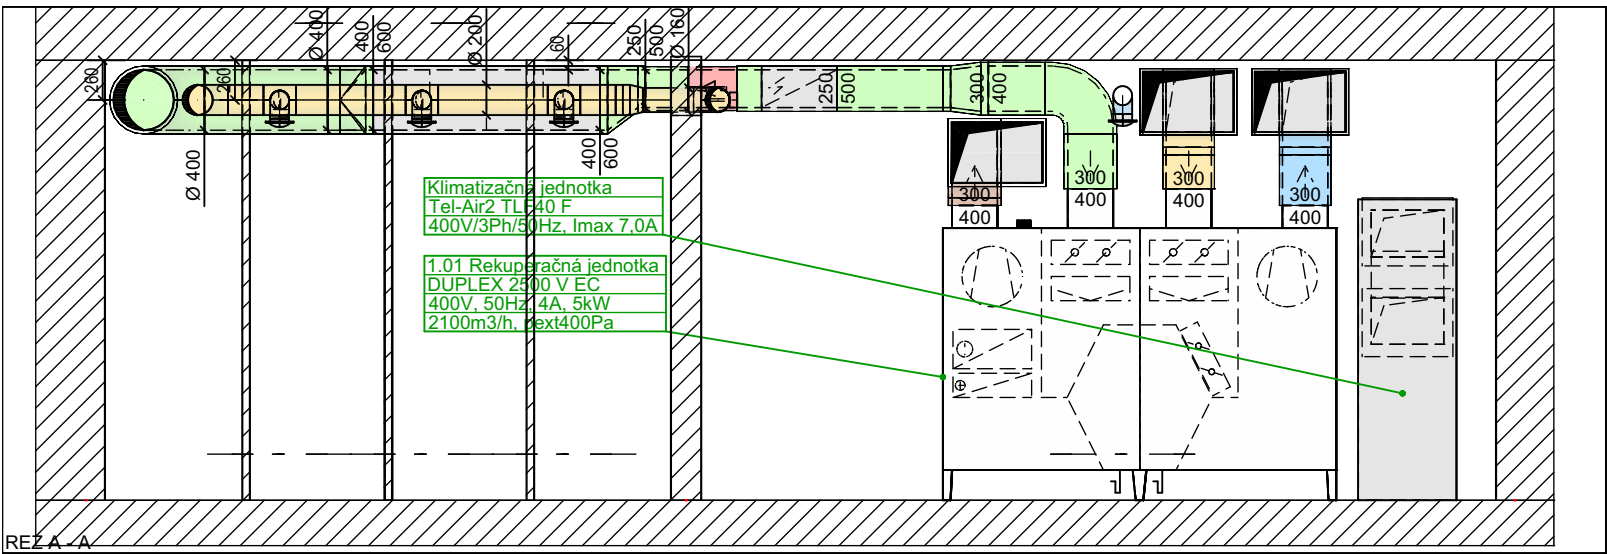 Ø 400
400
600
Ø 200
60
250
500
Ø 160
260
260
250
500
300
400
Ø 400
400
600
300
400
300
400
300
400
300
400
Klimatizačná jednotka
Tel-Air2 TLF40 F
400V/3Ph/50Hz, Imax 7,0A
1.01 Rekuperačná jednotka
DUPLEX 2500 V EC
400V, 50Hz, 4A, 5kW
2100m3/h, pext400Pa
REZ A - A